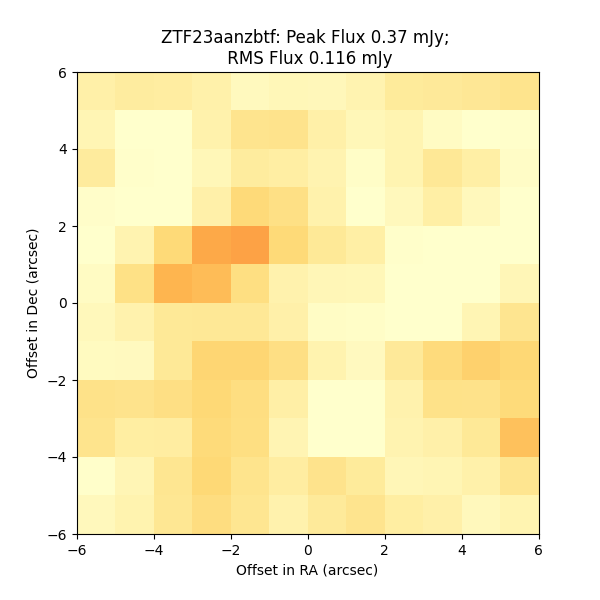 ZTF23aanzbtf: Peak Flux 0.37 mJy;
RMS Flux 0.116 mJy
6
4
2
0
−2
−4
−6
Offset in Dec (arcsec)
−6 −4 −2 0 2 4 6
Offset in RA (arcsec)